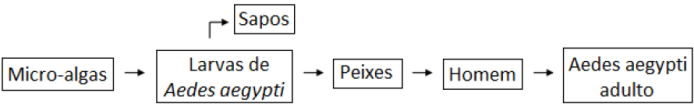 Sapos
Micro-algas
Larvas de
Aedes aegypti
Peixes
Homem
Aedes aegypti
adulto